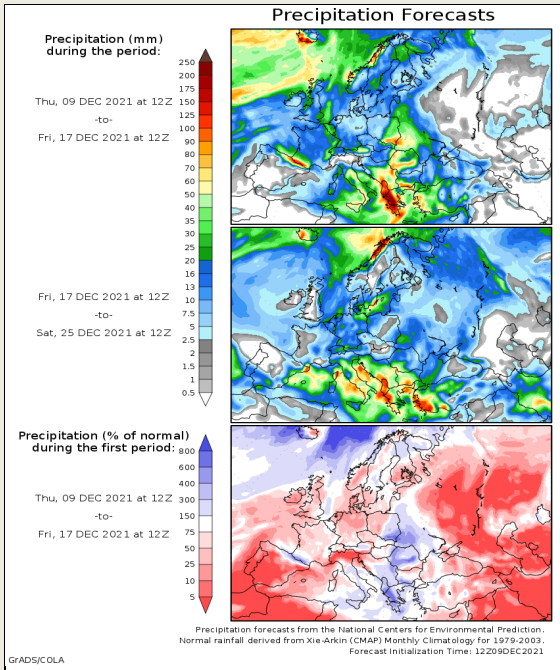 Precipitation Forecasts
Precipitation (mm)
during the period:
Thu, 09 DEC 2021 at 12Z
-to-
Fri, 17 DEC 2021 at 12Z
250
200
175
150
125
100
90
80
70
60
50
40
35
30
25
20
16
13
10
7.5
5
2.5
2
1.5
1
0.5
Fri, 17 DEC 2021 at 12Z
-to-
Sat, 25 DEC 2021 at 12Z
Precipitation (% of normal)
during the first period:
Thu, 09 DEC 2021 at 12Z
-to-
Fri, 17 DEC 2021 at 12Z
800
600
400
300
150
75
50
25
10
5
Precipitation forecasts from the National Centers for Environmental Prediction.
Normal rainfall derived from Xie-Arkin (CMAP) Monthly Climatology for 1979-2003.
Forecast Initialization Time: 12Z09DEC2021
GrADS/COLA